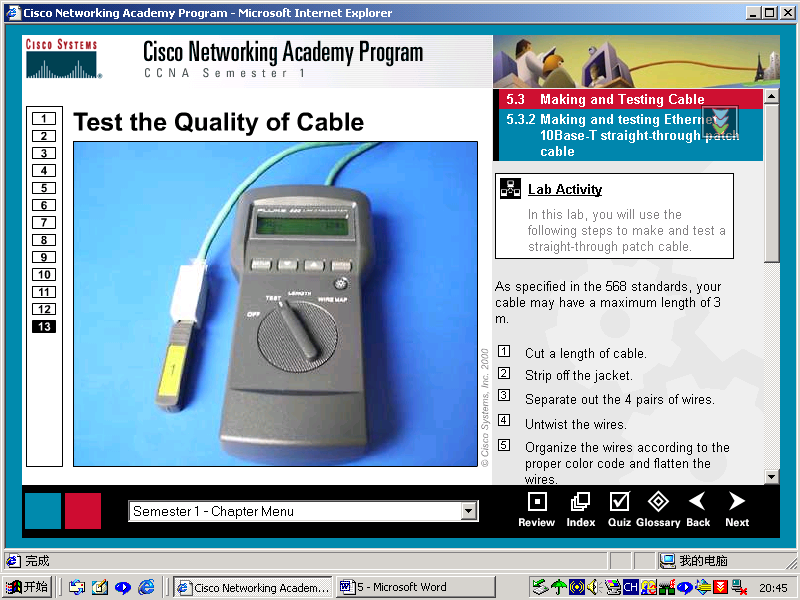 Cisco Networking Academy Program - Microsoft Internet Explorer
CISCO SYSTEMS
Cisco Networking Academy Program
CCNA Semester 1
1
2
3
4
5
6
7
8
9
10
11
12
13
Test the Quality of Cable
FLUKE
OFF
TEST
LENGTH
WIRE MAP
1
© Cisco Systems, Inc. 2000
5.3 Making and Testing Cable
5.3.2 Making and testing Ethernet
10Base-T straight-through patch
cable
Lab Activity
In this lab, you will use the
following steps to make and test a
straight-through patch cable.
As specified in the 568 standards, your
cable may have a maximum length of 3
m.
1 Cut a length of cable.
2 Strip off the jacket.
3 Separate out the 4 pairs of wires.
4 Untwist the wires.
5 Organize the wires according to the
proper color code and flatten the
wires.
Semester 1 - Chapter Menu
Review Index Quiz Glossary Back Next
完成
我的电脑
开始
Cisco Networking Academ...
5 - Microsoft Word
CH
20:45